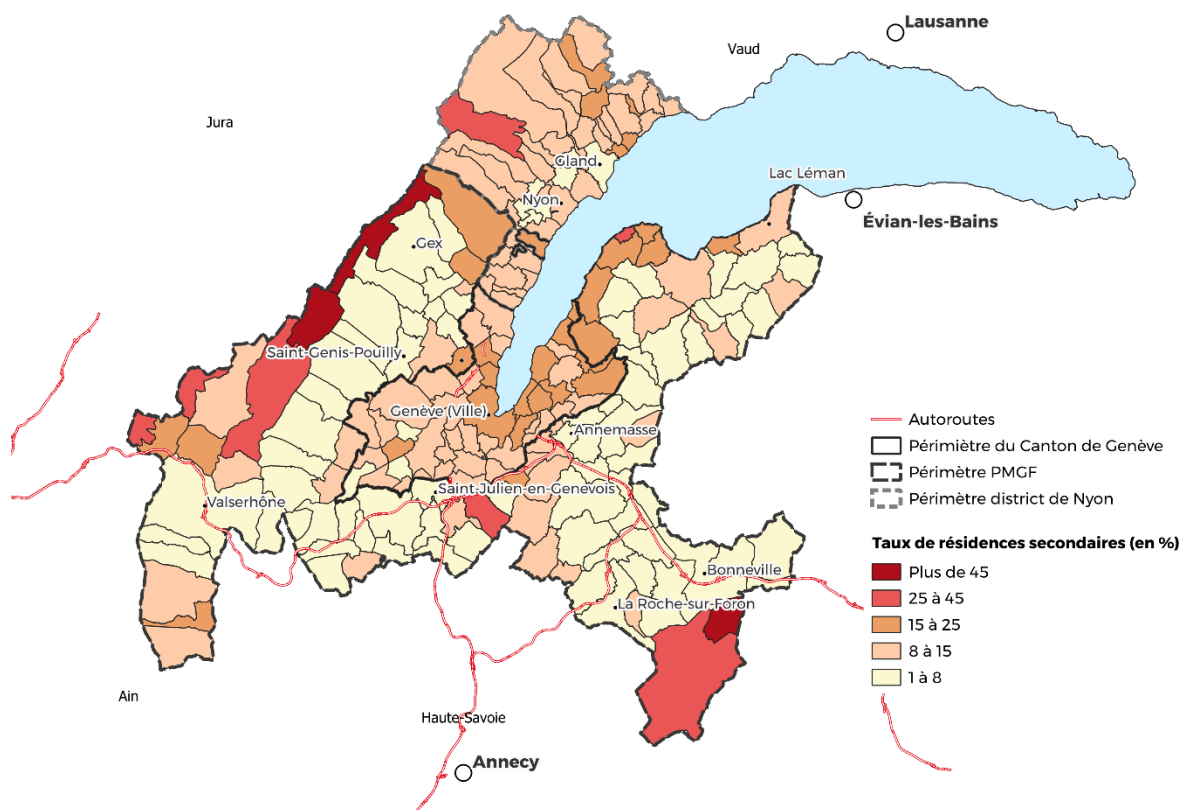 Lausanne
Vaud
Jura
Gland
Lac Léman
Nyon
Évian-les-Bains
Gex
Saint-Genis-Pouilly
Genève (Ville)
Annemasse
Autoroutes
Périmiètre du Canton de Genève
Périmètre PMGF
Périmètre district de Nyon
Saint-Julien-en-Genevois
Valserhône
Taux de résidences secondaires (en %)
Plus de 45
25 à 45
15 à 25
8 à 15
1 à 8
Bonneville
La Roche-sur-Foron
Ain
Haute-Savoie
Annecy